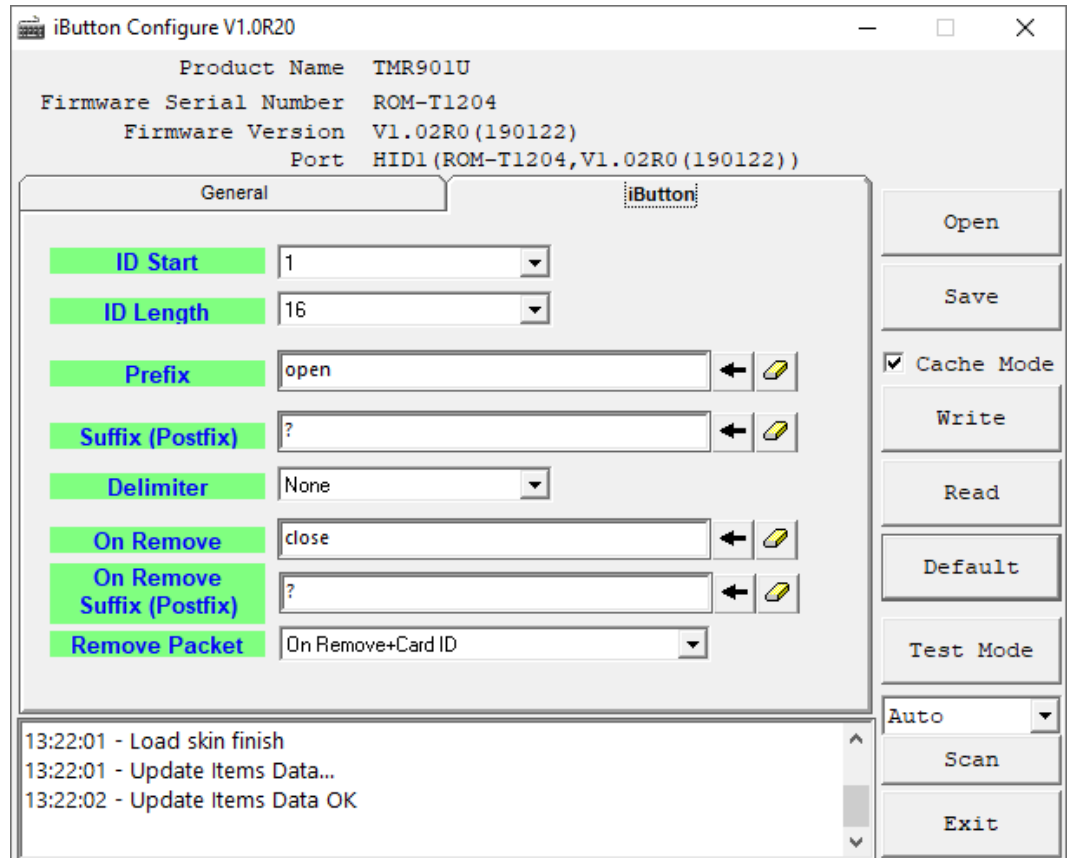 iButton Configure V1.0R20
Product Name TMR901U
Firmware Serial Number ROM-T1204
Firmware Version V1.02R0(190122)
Port HID1(ROM-T1204,V1.02R0(190122))
General iButton
ID Start 1
ID Length 16
Prefix open
Suffix (Postfix) ?
Delimiter None
On Remove close
On Remove
Suffix (Postfix) ?
Remove Packet On Remove+Card ID
Open
Save
Cache Mode
Write
Read
Default
Test Mode
Auto
Scan
Exit
13:22:01 - Load skin finish
13:22:01 - Update Items Data...
13:22:02 - Update Items Data OK